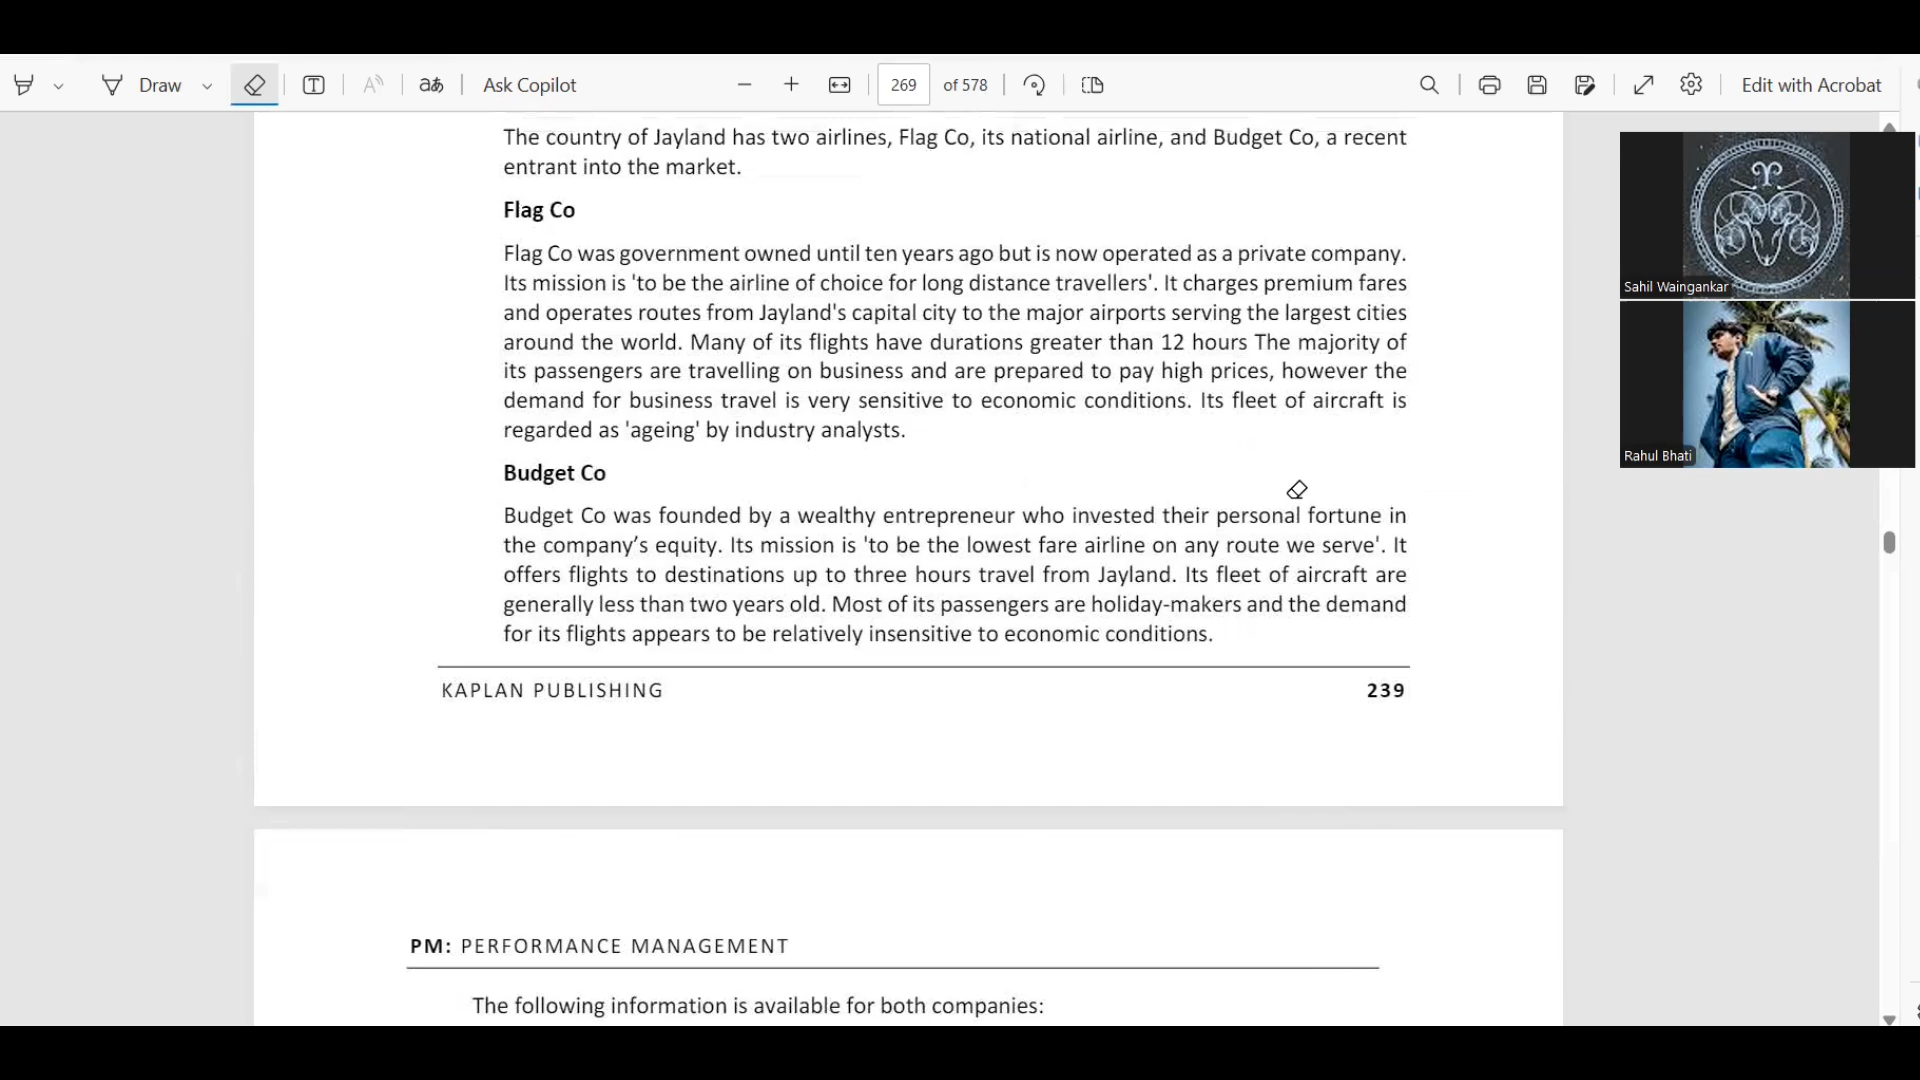 Draw
aあ
Ask Copilot
269 of 578
Edit with Acrobat
The country of Jayland has two airlines, Flag Co, its national airline, and Budget Co, a recent
entrant into the market.
Flag Co
Flag Co was government owned until ten years ago but is now operated as a private company.
Its mission is 'to be the airline of choice for long distance travellers'. It charges premium fares
and operates routes from Jayland's capital city to the major airports serving the largest cities
around the world. Many of its flights have durations greater than 12 hours The majority of
its passengers are travelling on business and are prepared to pay high prices, however the
demand for business travel is very sensitive to economic conditions. Its fleet of aircraft is
regarded as 'ageing' by industry analysts.
Budget Co
Budget Co was founded by a wealthy entrepreneur who invested their personal fortune in
the company’s equity. Its mission is 'to be the lowest fare airline on any route we serve'. It
offers flights to destinations up to three hours travel from Jayland. Its fleet of aircraft are
generally less than two years old. Most of its passengers are holiday-makers and the demand
for its flights appears to be relatively insensitive to economic conditions.
KAPLAN PUBLISHING 239
PM: PERFORMANCE MANAGEMENT
The following information is available for both companies:
Sahil Waingankar
Rahul Bhati